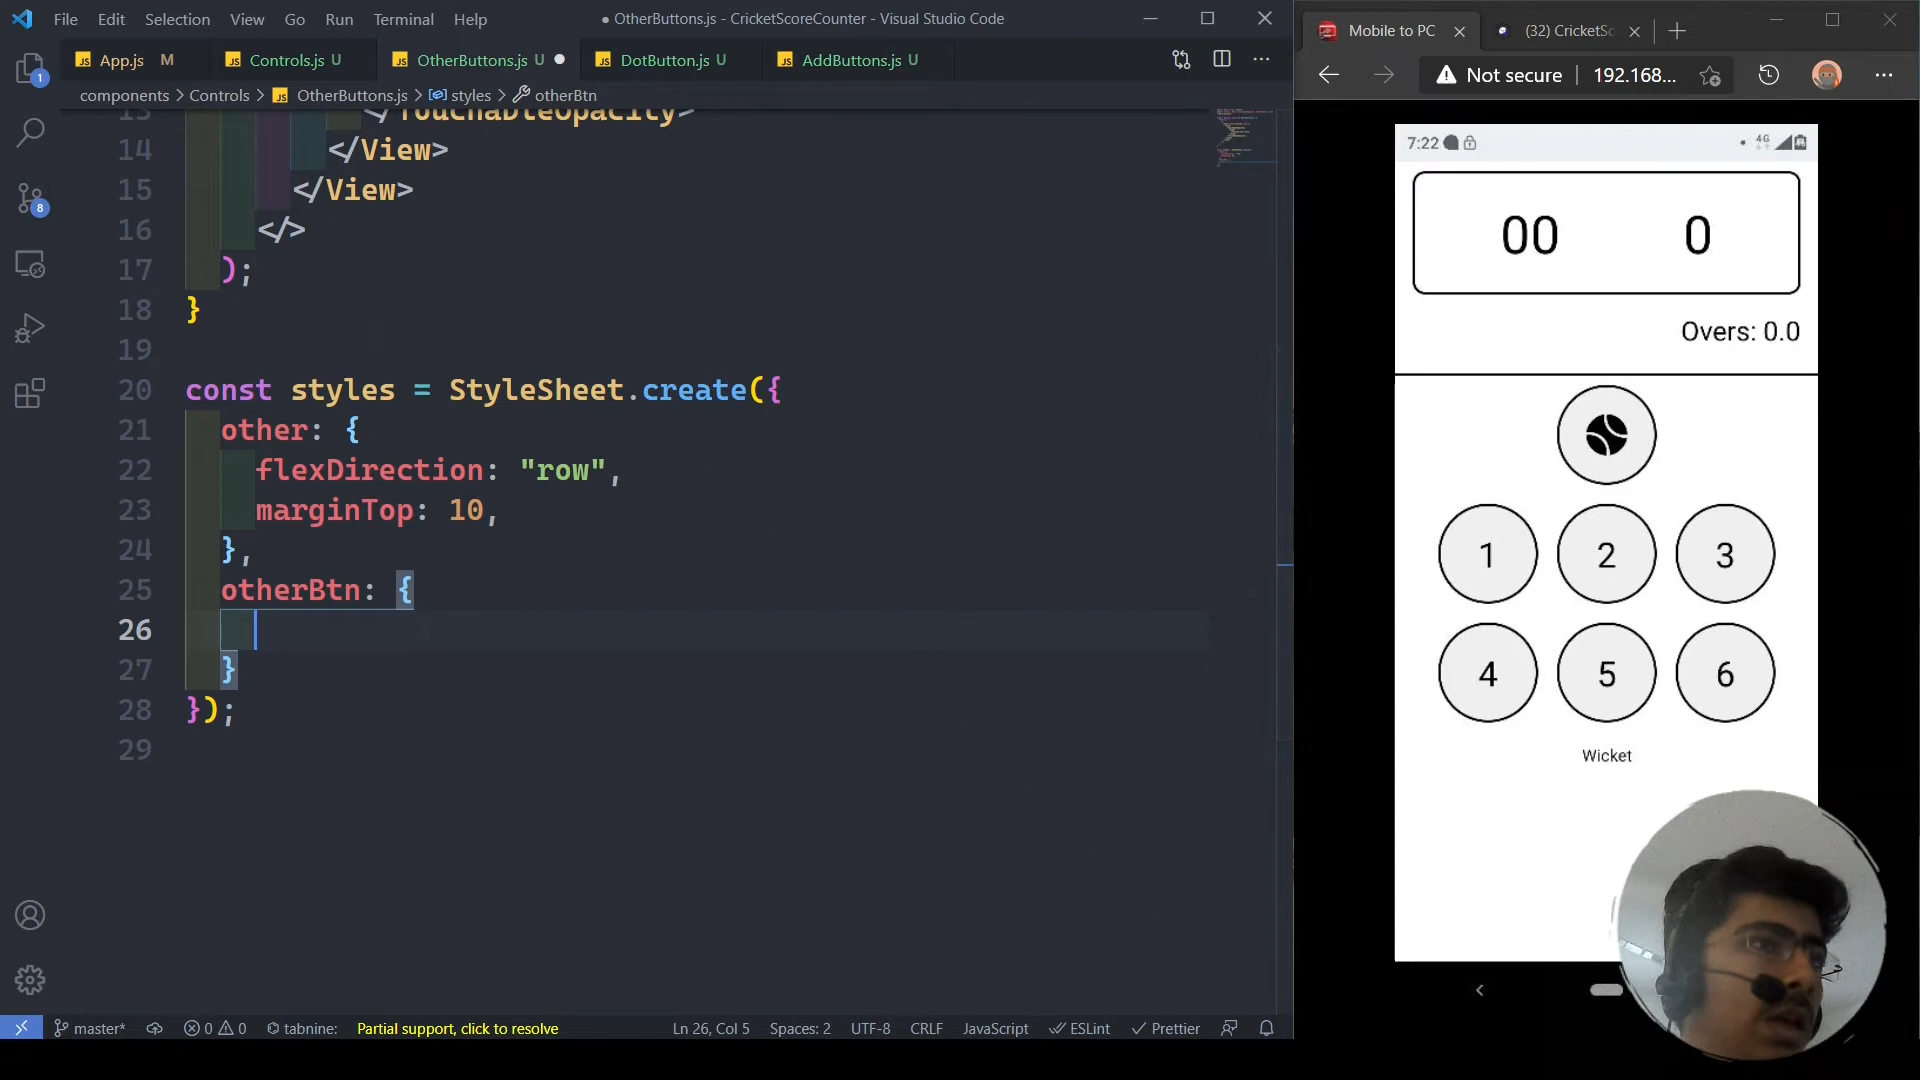 File Edit Selection View Go Run Terminal Help
● OtherButtons.js - CricketScoreCounter - Visual Studio Code
App.js M
Controls.js U
OtherButtons.js U
DotButton.js U
AddButtons.js U
components > Controls > OtherButtons.js > styles > otherBtn
13 </TouchableOpacity>
14 </View>
15 </View>
16 </>
17 );
18 }
19
20 const styles = StyleSheet.create({
21 other: {
22 flexDirection: "row",
23 marginTop: 10,
24 },
25 otherBtn: {
26
27 }
28 });
29
1
8
master* 0 0 tabnine: Partial support, click to resolve
Ln 26, Col 5 Spaces: 2 UTF-8 CRLF JavaScript ESLint Prettier
Mobile to PC
(32) CricketSc
Not secure | 192.168...
7:22
4G
00 0
Overs: 0.0
1 2 3
4 5 6
Wicket